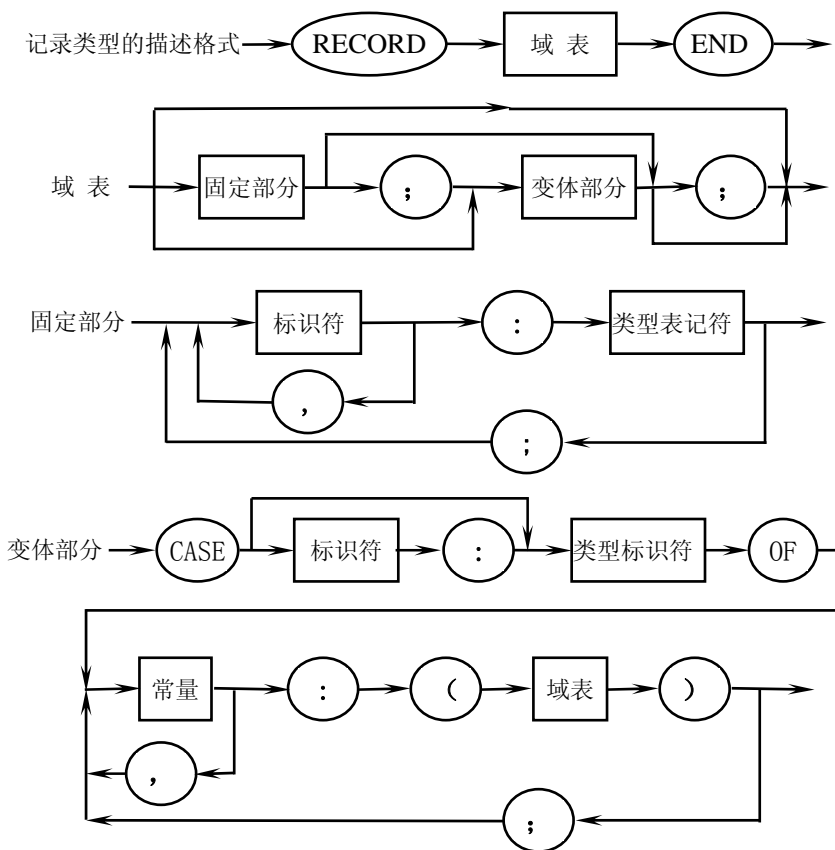 记录类型的描述格式 RECORD 域 表 END
域 表 固定部分 ; 变体部分 ;
固定部分 标识符 : 类型表记符
,
;
变体部分 CASE 标识符 : 类型标识符 OF
常量 : ( 域表 )
,
;